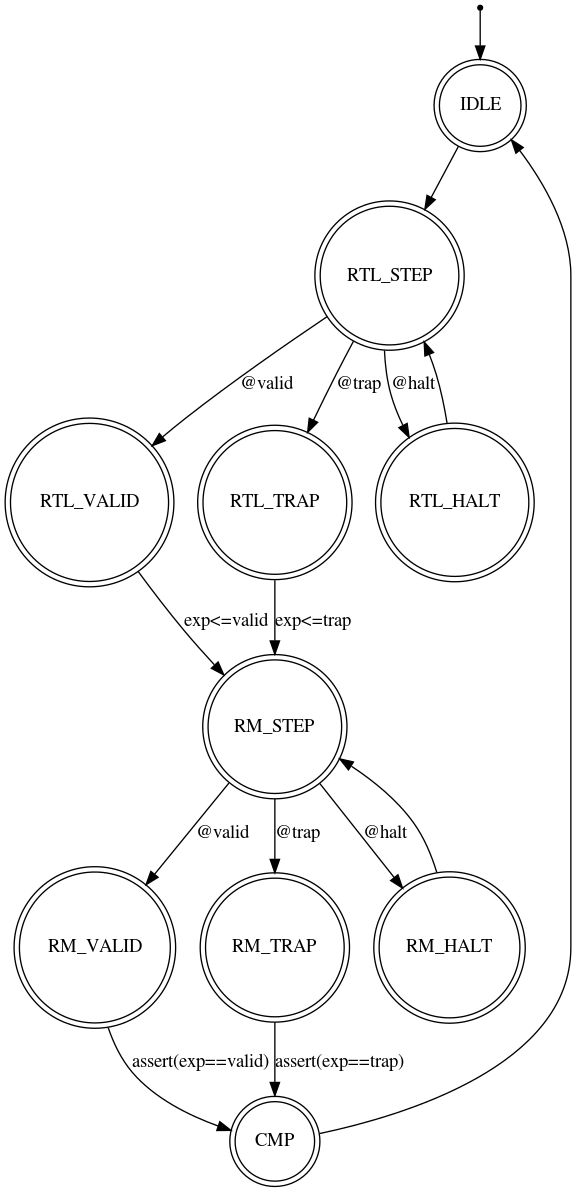 IDLE
RTL_STEP
@valid
@trap
@halt
RTL_VALID
RTL_TRAP
RTL_HALT
exp<=valid
exp<=trap
RM_STEP
@valid
@trap
@halt
RM_VALID
RM_TRAP
RM_HALT
assert(exp==valid)
assert(exp==trap)
CMP